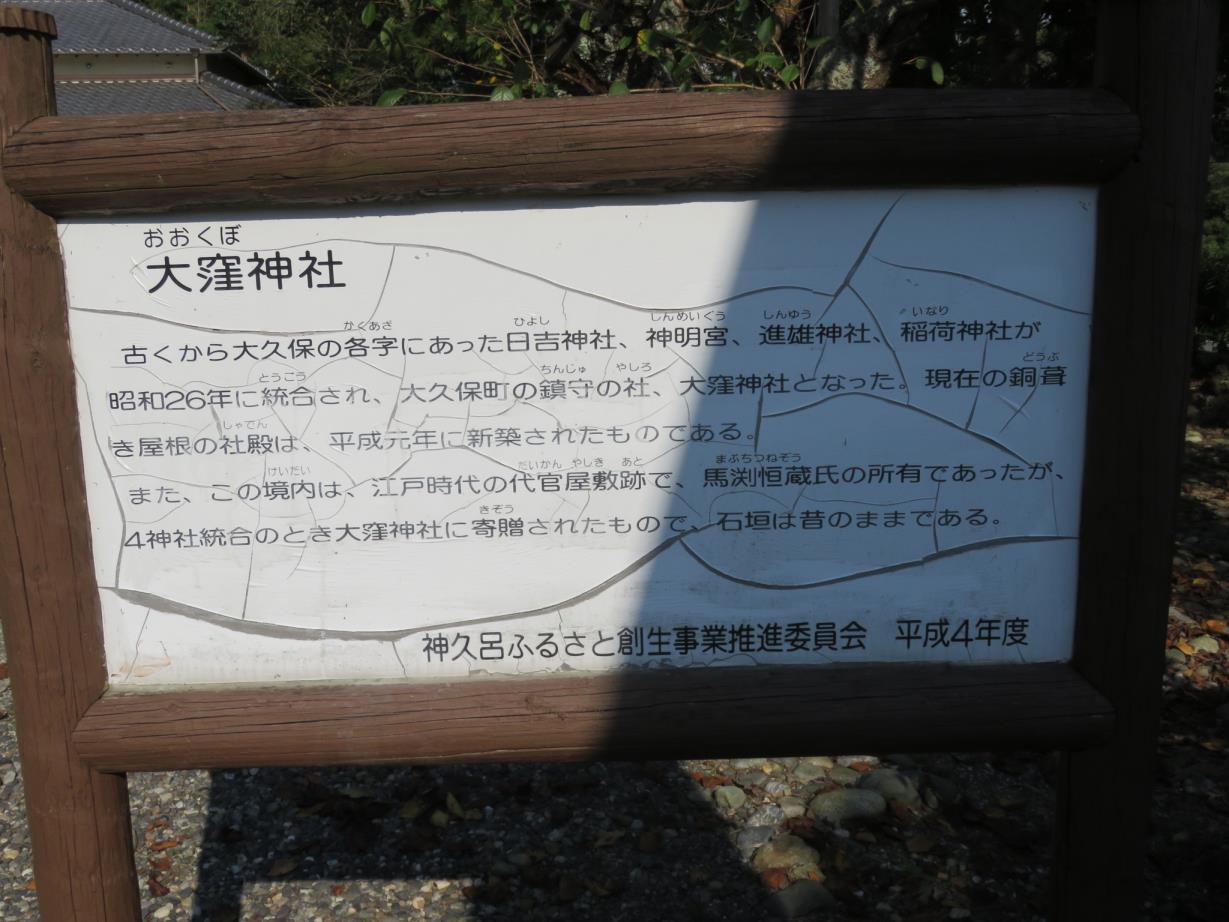 おおくぼ
大窪神社
かくあざ ひよし しんめいぐう しんゆう いなり
古くから大久保の各字にあった日吉神社、神明宮、進雄神社、稲荷神社が
とうごう ちんじゅ やしろ どうぶ
昭和26年に統合され、大久保町の鎮守の社、大窪神社となった。現在の銅葺
しゃでん
き屋根の社殿は、平成元年に新築されたものである。
けいだい だいかん やしき あと まぶちつねぞう
また、この境内は、江戸時代の代官屋敷跡で、馬渕恒蔵氏の所有であったが、
きぞう
4神社統合のとき大窪神社に寄贈されたもので、石垣は昔のままである。
神久呂ふるさと創生事業推進委員会 平成4年度